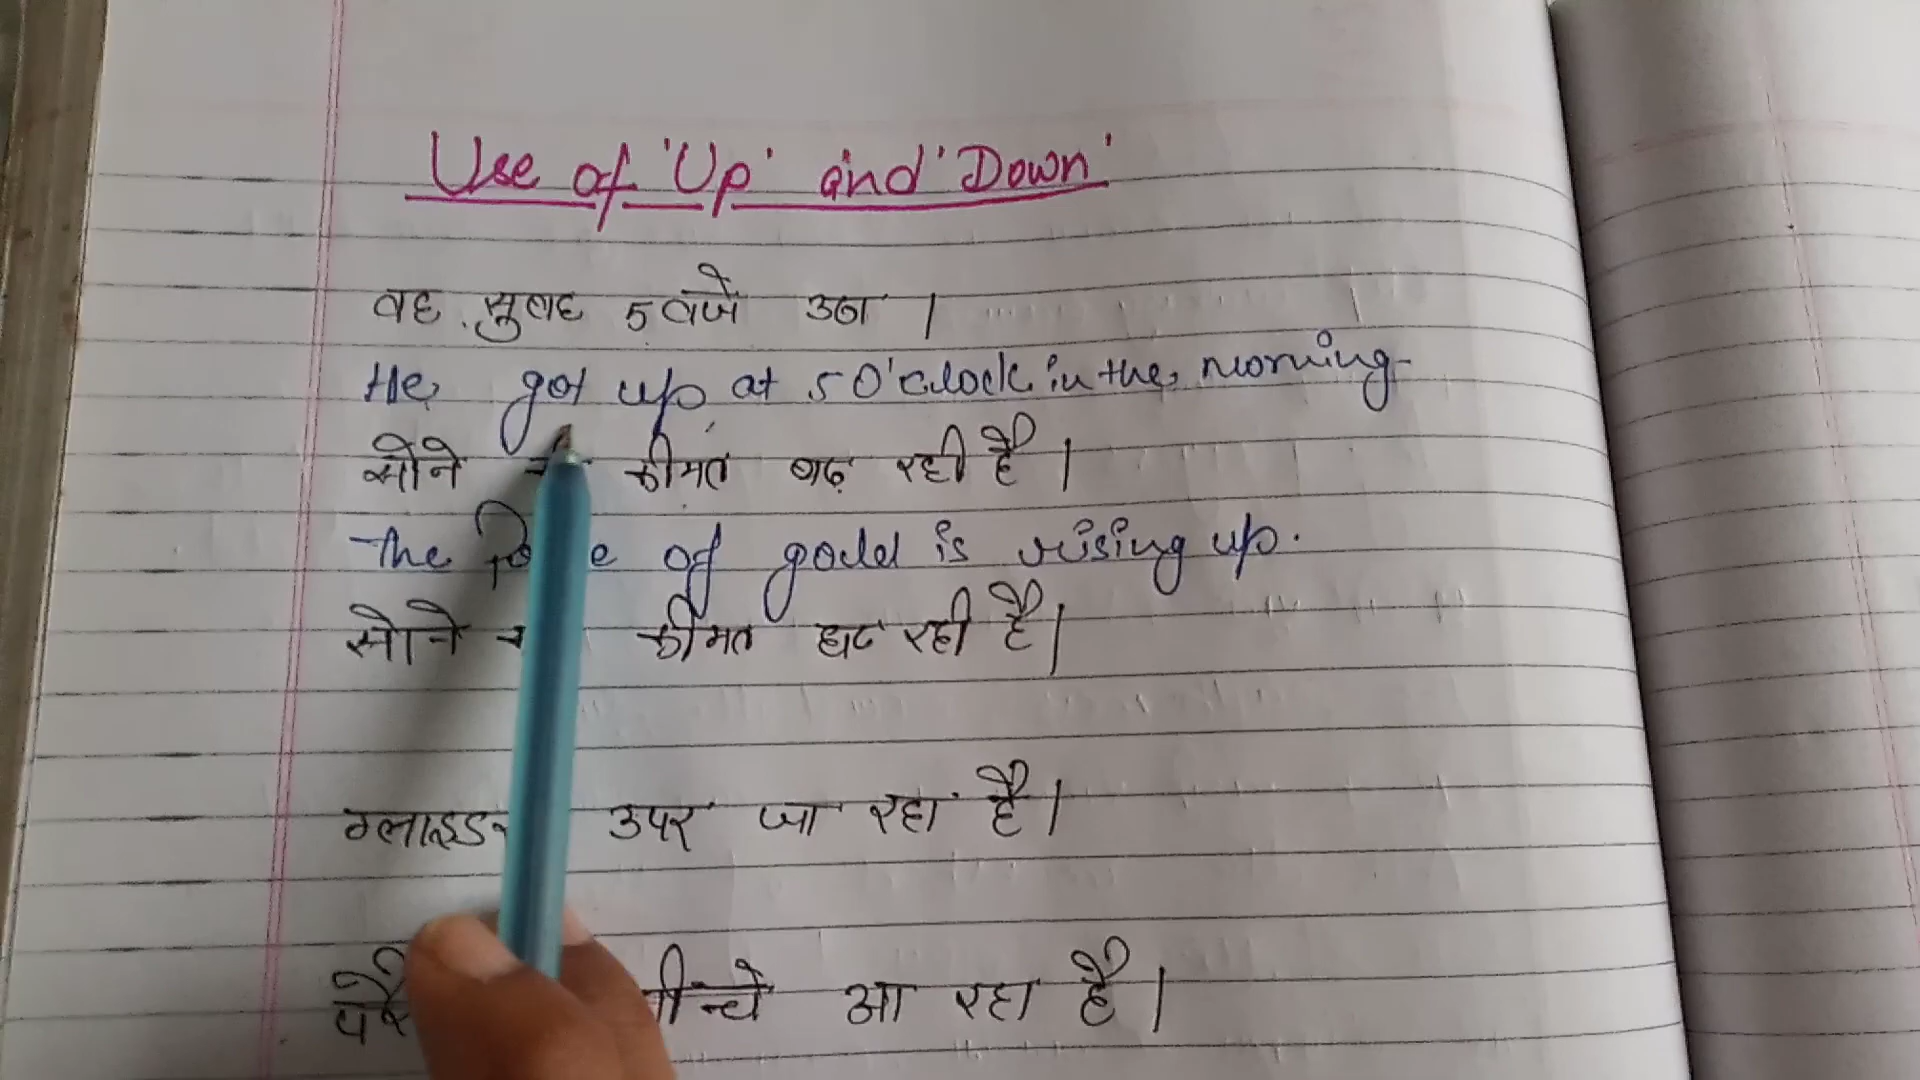 Use of 'Up' and 'Down'
वह सुबह 5 बजे उठा ।
He got up at 5 O'clock in the morning.
सोने कीमत बढ़ रही है ।
The of gold is rising up.
सोने कीमत घट रही है ।
उपर जा रहा है ।
नीचे आ रहा है ।